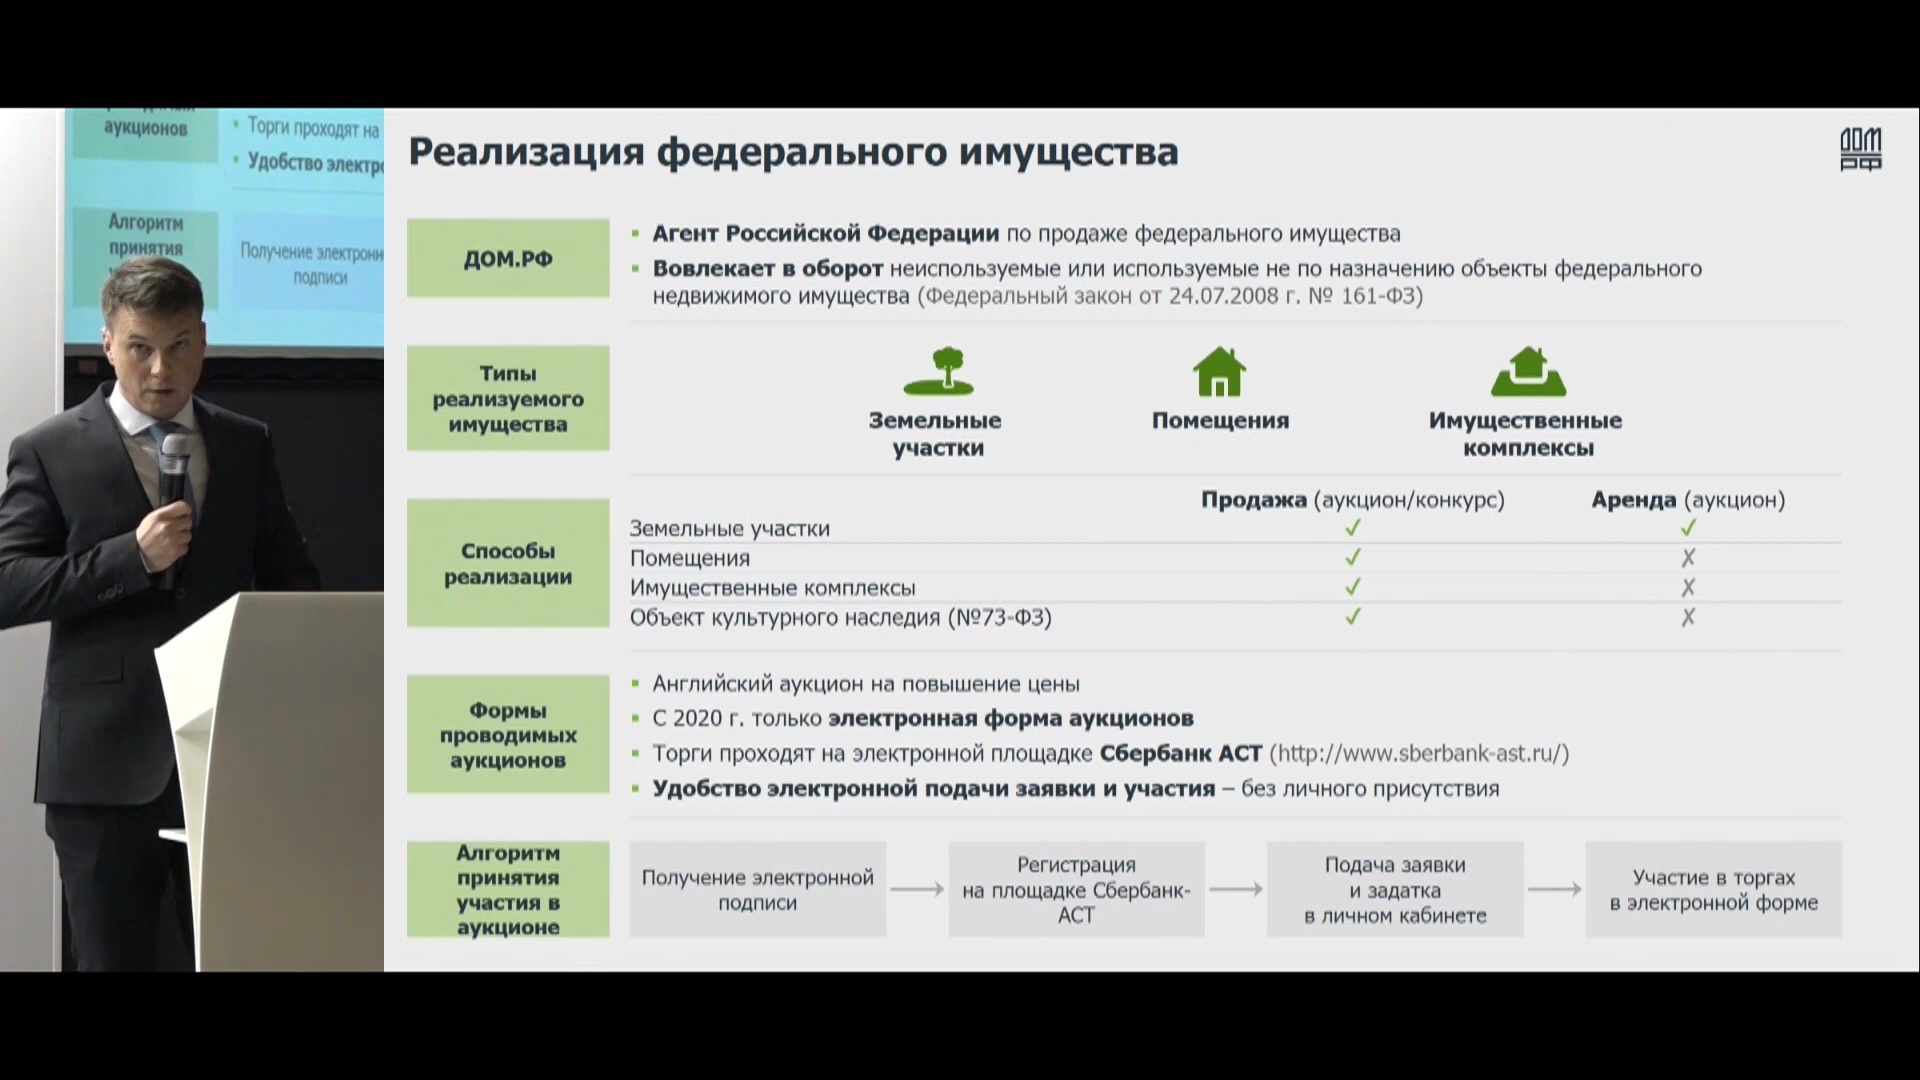 аукционов
Торги проходят на
Удобство электро
Алгоритм
принятия
Получение электронн
подписи
Реализация федерального имущества
ДОМ
РФ
ДОМ.РФ
Агент Российской Федерации по продаже федерального имущества
Вовлекает в оборот неиспользуемые или используемые не по назначению объекты федерального
недвижимого имущества (Федеральный закон от 24.07.2008 г. № 161-ФЗ)
Типы
реализуемого
имущества
Земельные
участки
Помещения
Имущественные
комплексы
Способы
реализации
Продажа (аукцион/конкурс) Аренда (аукцион)
Земельные участки ✓ ✓
Помещения ✓ ✗
Имущественные комплексы ✓ ✗
Объект культурного наследия (№73-ФЗ) ✓ ✗
Формы
проводимых
аукционов
Английский аукцион на повышение цены
С 2020 г. только электронная форма аукционов
Торги проходят на электронной площадке Сбербанк АСТ (http://www.sberbank-ast.ru/)
Удобство электронной подачи заявки и участия – без личного присутствия
Алгоритм
принятия
участия в
аукционе
Получение электронной
подписи
Регистрация
на площадке Сбербанк-
АСТ
Подача заявки
и задатка
в личном кабинете
Участие в торгах
в электронной форме